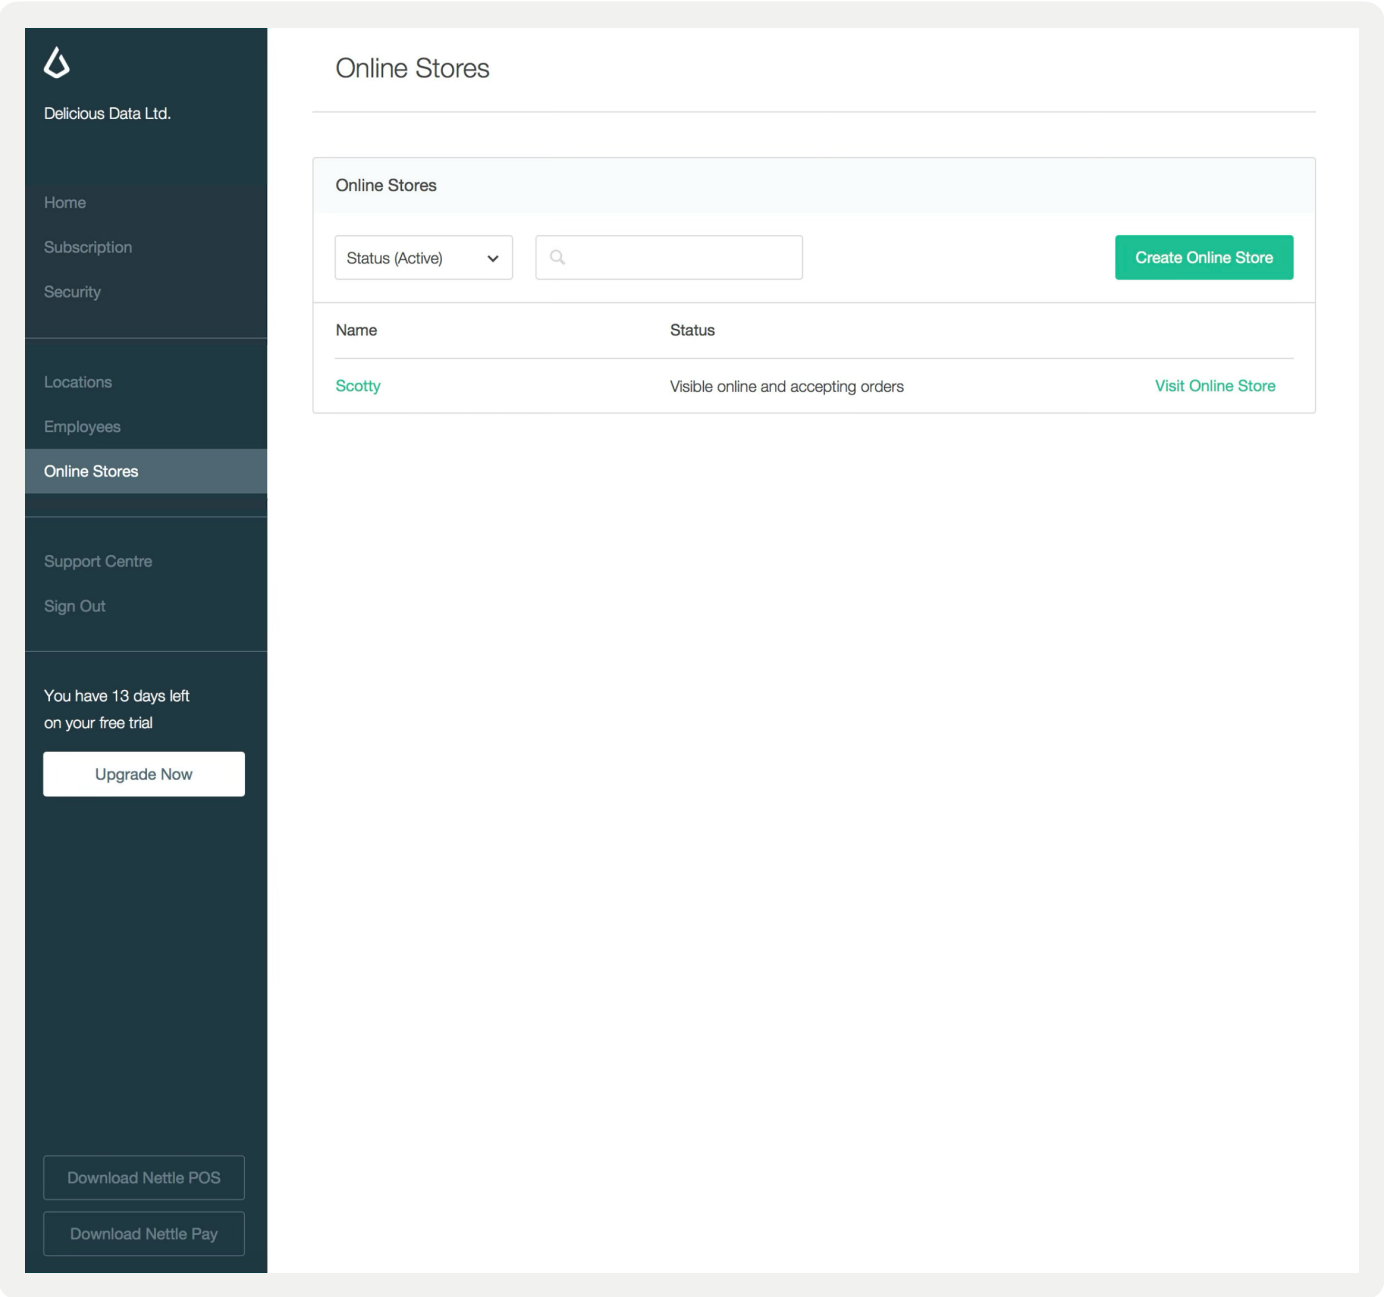 Delicious Data Ltd.
Home
Subscription
Security
Locations
Employees
Online Stores
Support Centre
Sign Out
You have 13 days left
on your free trial
Upgrade Now
Download Nettle POS
Download Nettle Pay
Online Stores
Online Stores
Status (Active)
Create Online Store
Name Status
Scotty Visible online and accepting orders Visit Online Store